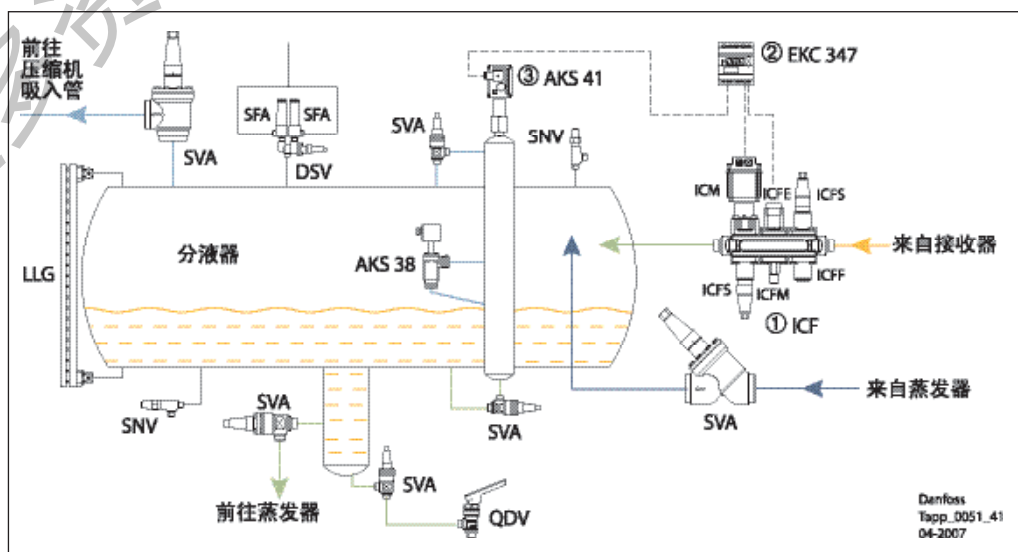 前往
压缩机
吸入管
SVA
SFA
SFA
DSV
③ AKS 41
SVA
SNV
② EKC 347
ICM
ICFE
ICFS
来自接收器
LLG
分液器
AKS 38
ICFS
ICFM
ICFF
① ICF
来自蒸发器
SVA
SNV
SVA
前往蒸发器
SVA
SVA
QDV
Danfoss
Tapp_0051_41
04-2007